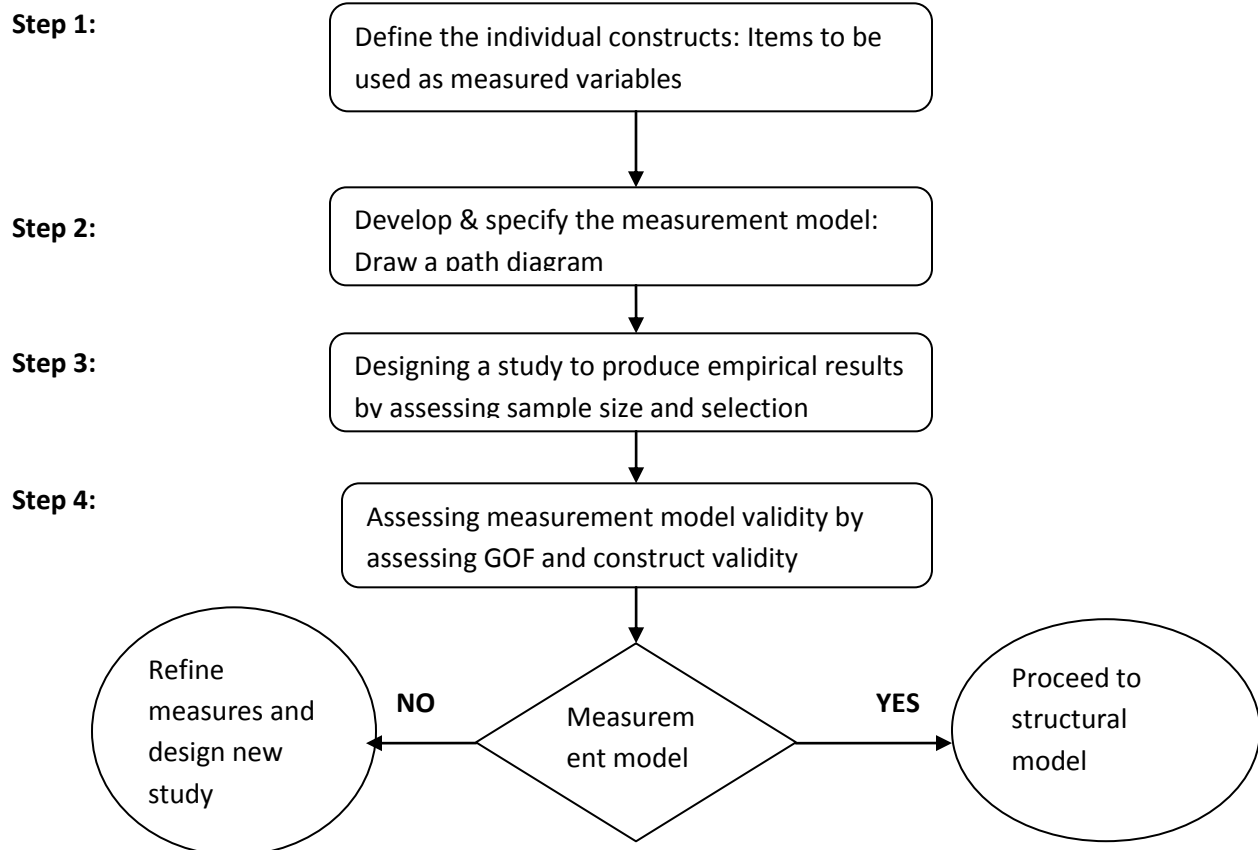 Step 1:
Define the individual constructs: Items to be
used as measured variables
Step 2:
Develop & specify the measurement model:
Draw a path diagram
Step 3:
Designing a study to produce empirical results
by assessing sample size and selection
Step 4:
Assessing measurement model validity by
assessing GOF and construct validity
Refine
measures and
design new
study
NO
Measurem
ent model
YES
Proceed to
structural
model